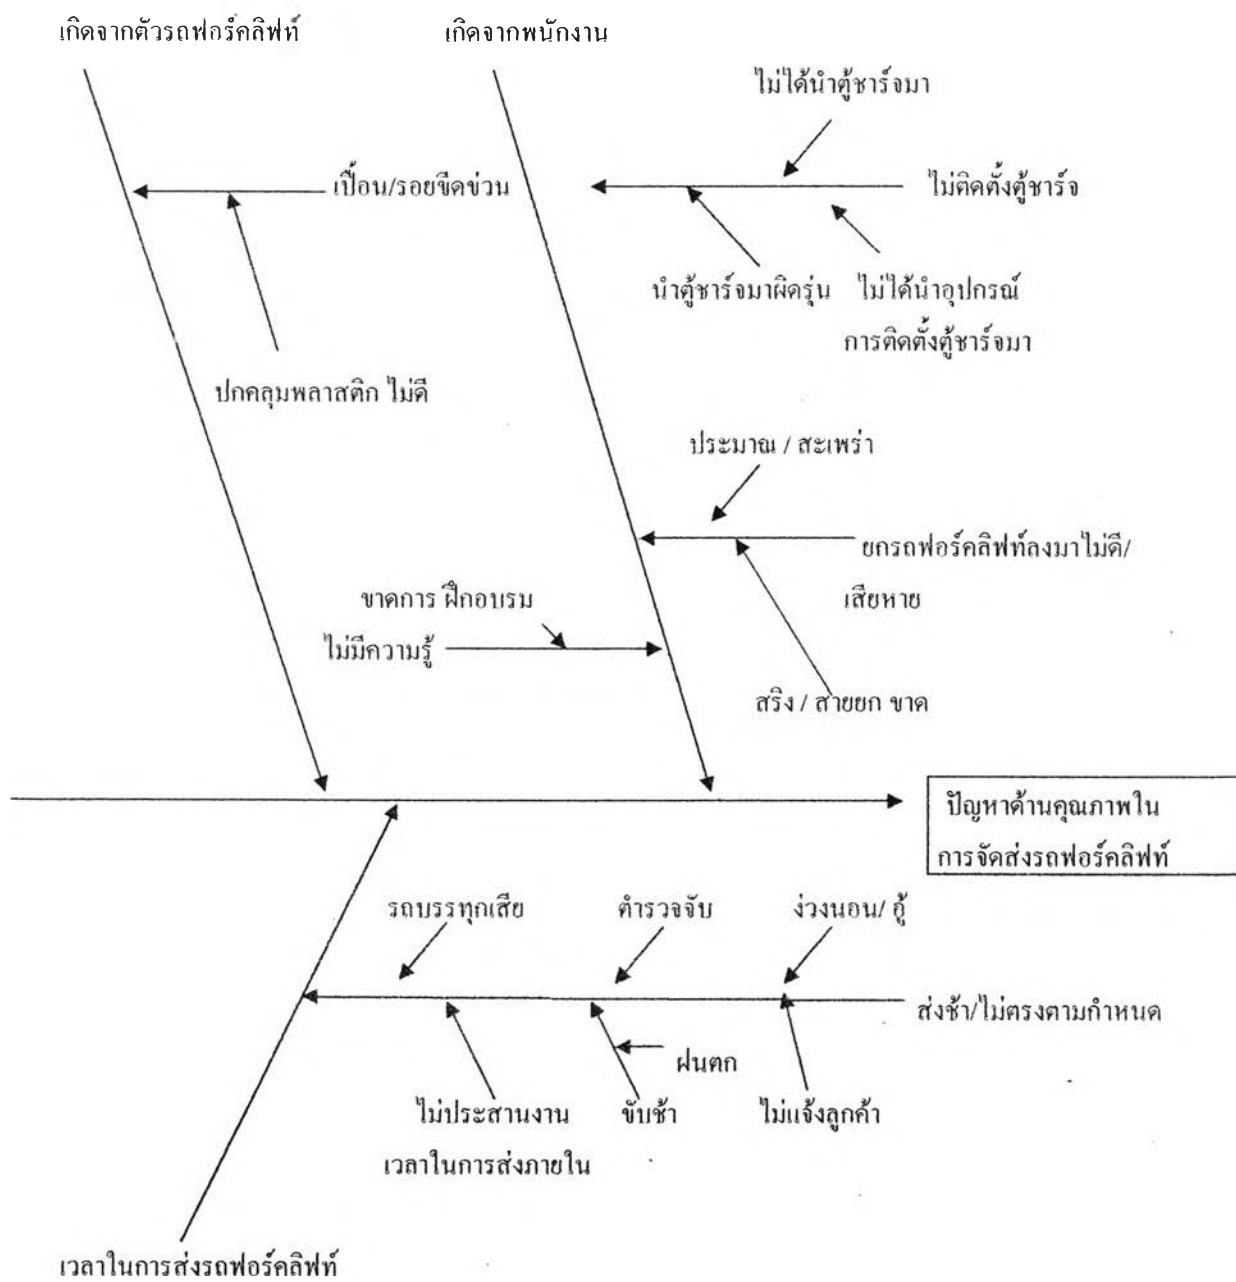 เกิดจากตัวรถฟอร์คลิฟท์
เกิดจากพนักงาน
ไม่ได้นำตู้ชาร์จมา
เปื้อน/รอยขีดข่วน
ไม่ติดตั้งตู้ชาร์จ
นำตู้ชาร์จมาผิดรุ่น
ไม่ได้นำอุปกรณ์
การติดตั้งตู้ชาร์จมา
ปกคลุมพลาสติก ไม่ดี
ประมาณ / สะเพร่า
ยกรถฟอร์คลิฟท์ลงมาไม่ดี/
เสียหาย
ขาดการ ฝึกอบรม
ไม่มีความรู้
สริง / สายยก ขาด
ปัญหาด้านคุณภาพใน
การจัดส่งรถฟอร์คลิฟท์
รถบรรทุกเสีย
ตำรวจจับ
ง่วงนอน/ อู้
ส่งช้า/ไม่ตรงตามกำหนด
ฝนตก
ไม่ประสานงาน
เวลาในการส่งภายใน
ขับช้า
ไม่แจ้งลูกค้า
เวลาในการส่งรถฟอร์คลิฟท์